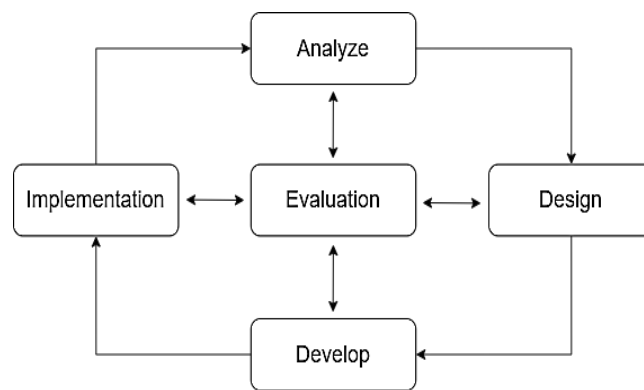 Analyze
Implementation
Evaluation
Design
Develop